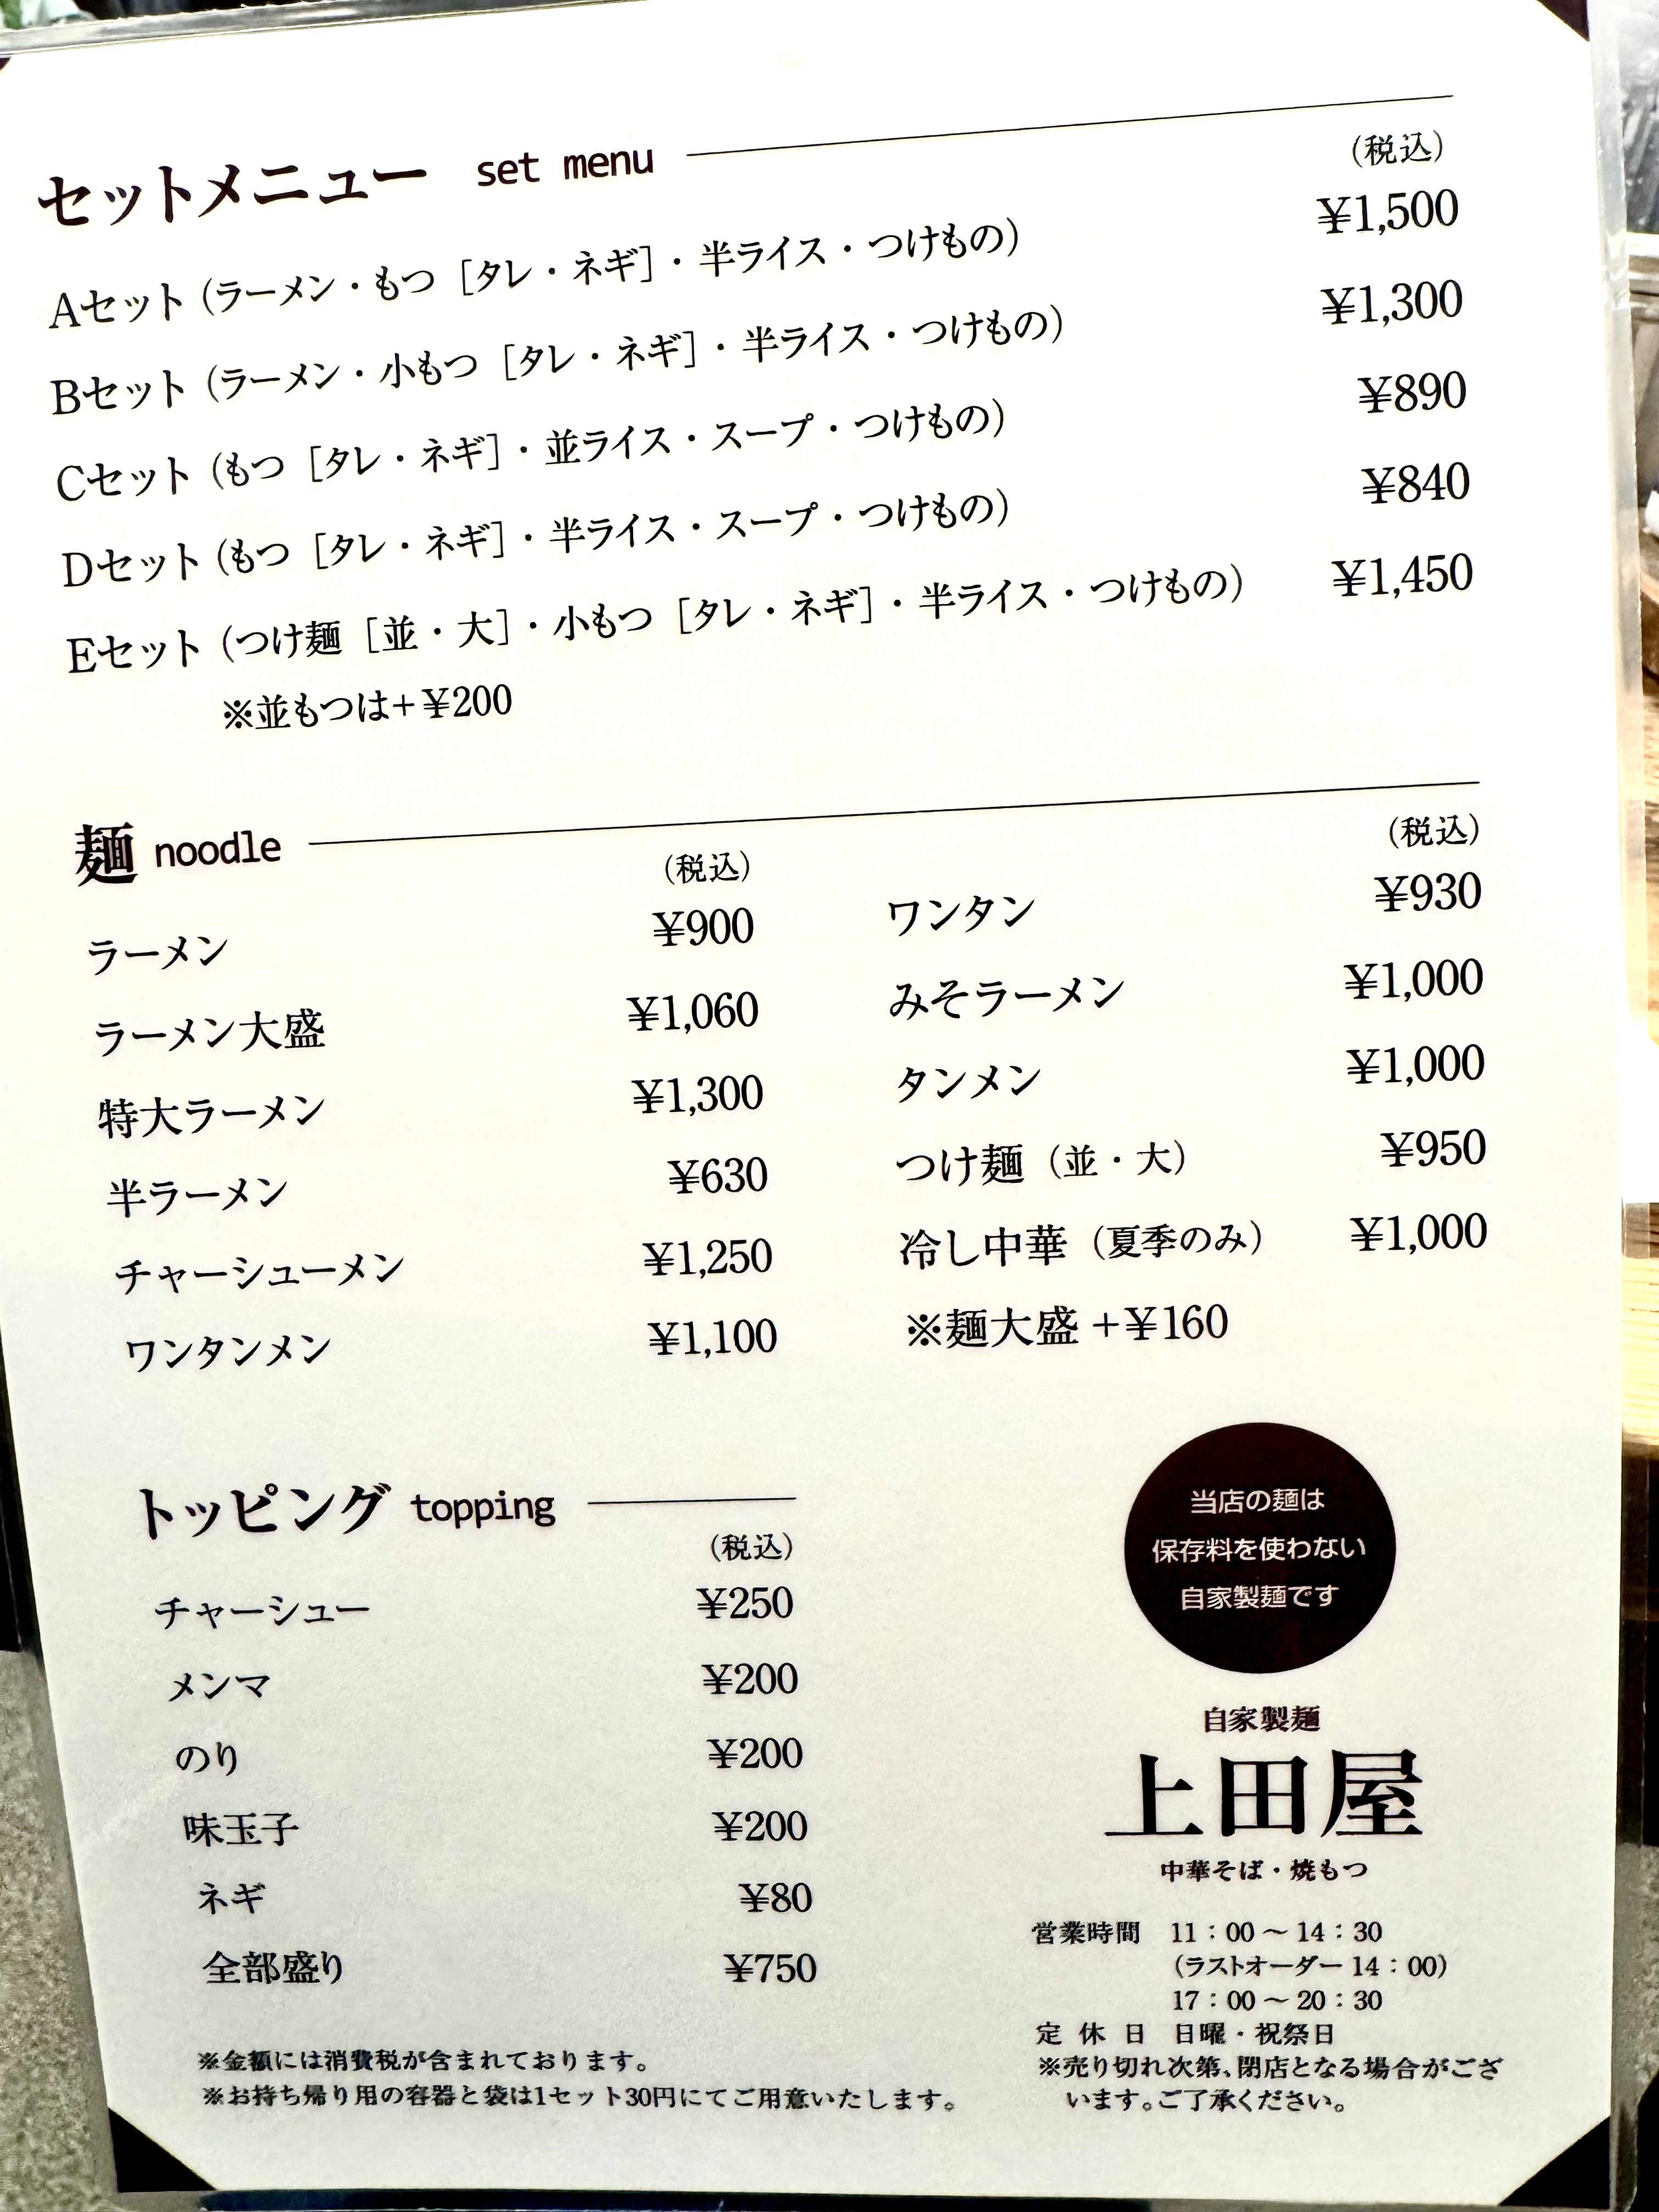 セットメニュー set menu
(税込)
Aセット (ラーメン・もつ [タレ・ネギ]・半ライス・つけもの) ¥1,500
Bセット (ラーメン・小もつ [タレ・ネギ]・半ライス・つけもの) ¥1,300
Cセット (もつ [タレ・ネギ]・並ライス・スープ・つけもの) ¥890
Dセット (もつ [タレ・ネギ]・半ライス・スープ・つけもの) ¥840
Eセット (つけ麺 [並・大]・小もつ [タレ・ネギ]・半ライス・つけもの) ¥1,450
※並もつは+¥200
麺 noodle
(税込)
ラーメン ¥900
ラーメン大盛 ¥1,060
特大ラーメン ¥1,300
半ラーメン ¥630
チャーシューメン ¥1,250
ワンタンメン ¥1,100
(税込)
ワンタン ¥930
みそラーメン ¥1,000
タンメン ¥1,000
つけ麺 (並・大) ¥950
冷し中華 (夏季のみ) ¥1,000
※麺大盛 +¥160
トッピング topping
(税込)
チャーシュー ¥250
メンマ ¥200
のり ¥200
味玉子 ¥200
ネギ ¥80
全部盛り ¥750
※金額には消費税が含まれております。
※お持ち帰り用の容器と袋は1セット30円にてご用意いたします。
当店の麺は
保存料を使わない
自家製麺です
自家製麺
上田屋
中華そば・焼もつ
営業時間 11：00〜14：30
(ラストオーダー 14：00)
17：00〜20：30
定休日 日曜・祝祭日
※売り切れ次第、閉店となる場合がござ
います。ご了承ください。